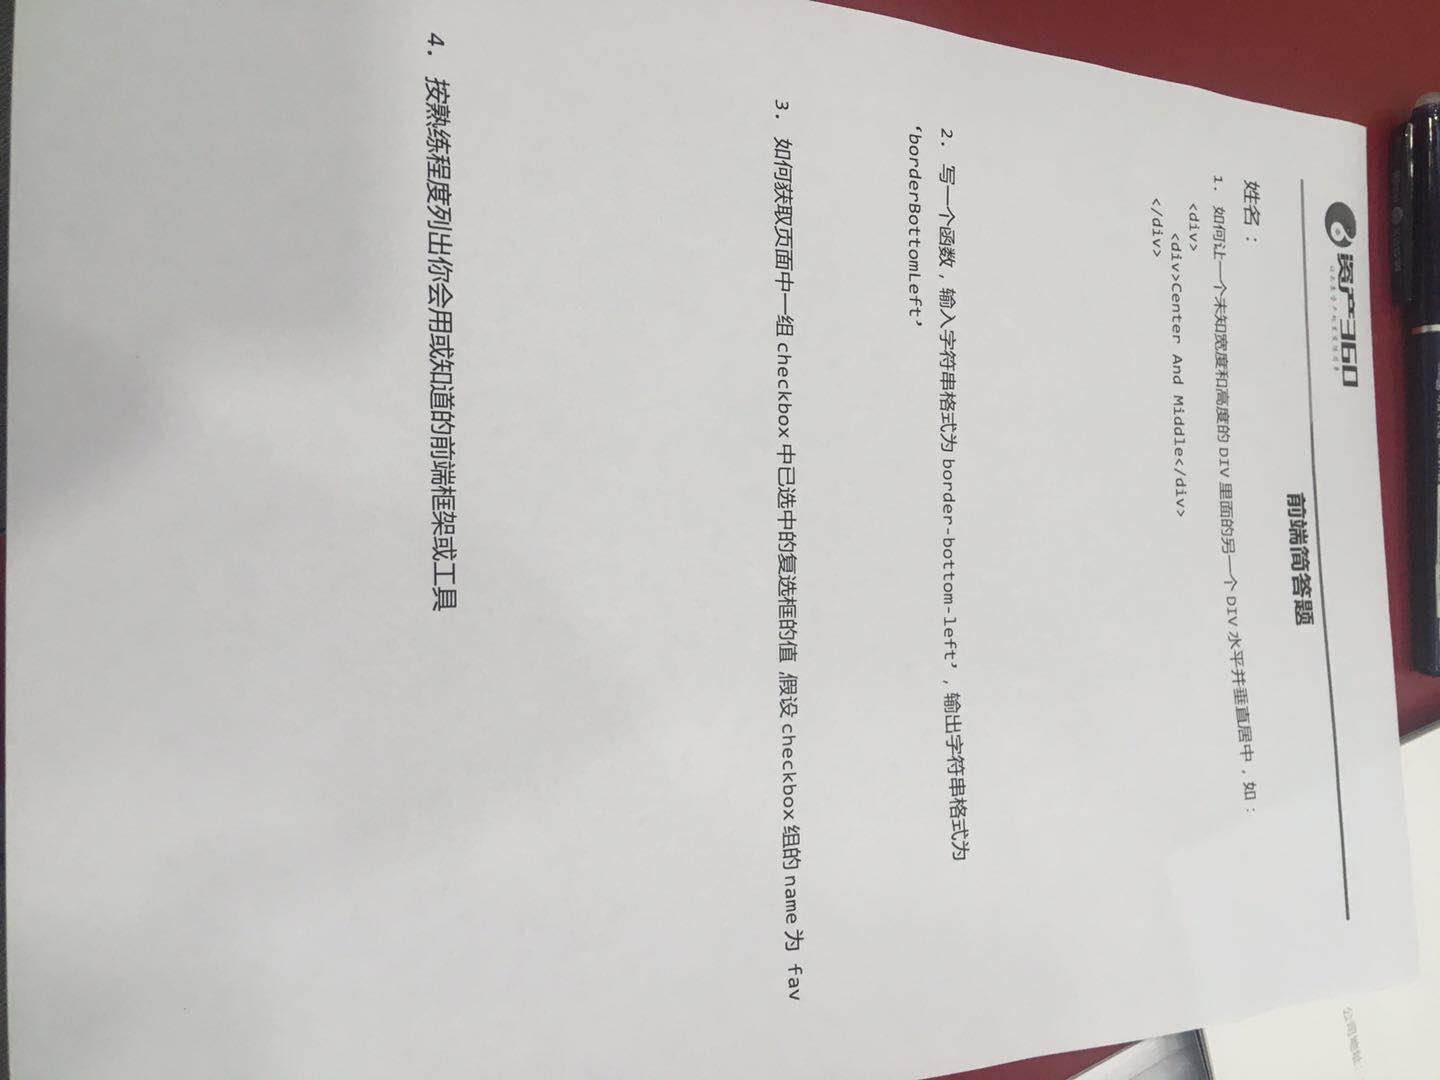 资产360
前端简答题
姓名：
1. 如何让一个未知宽度和高度的 DIV 里面的另一个 DIV 水平并垂直居中，如：
<div>
<div>Center And Middle</div>
</div>
2. 写一个函数，输入字符串格式为 border-bottom-left’，输出字符串格式为
‘borderBottomLeft’
3. 如何获取页面中一组 checkbox 中已选中的复选框的值,假设 checkbox 组的 name 为 fav
4. 按熟练程度列出你会用或知道的前端框架或工具
公司地址